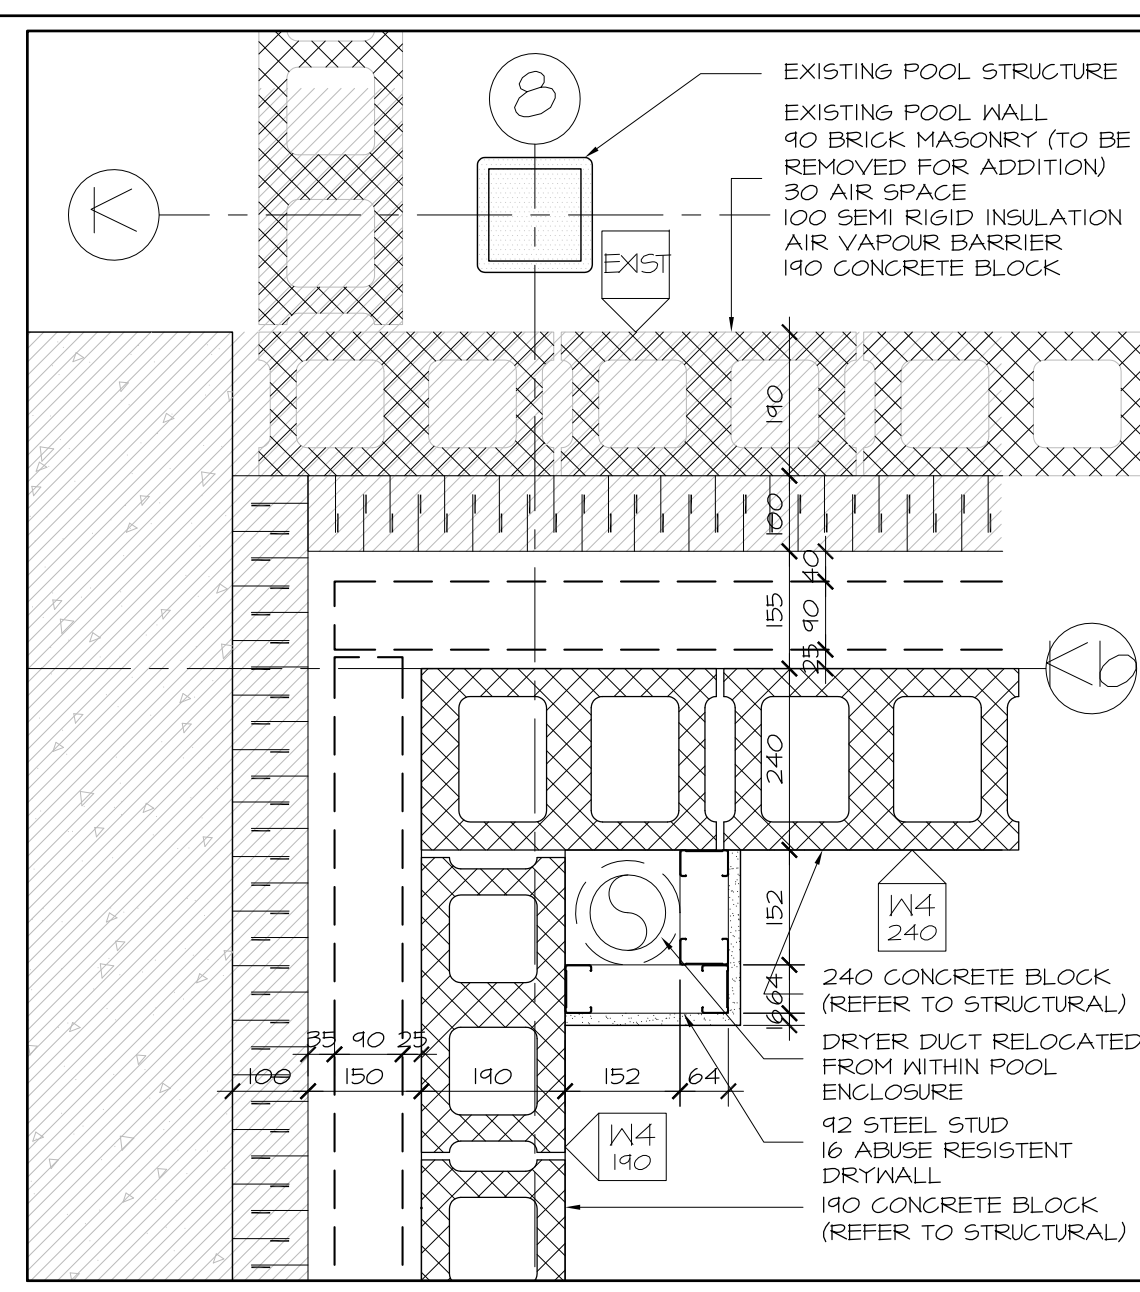 EXISTING POOL STRUCTURE
8
EXISTING POOL WALL
90 BRICK MASONRY (TO BE
REMOVED FOR ADDITION)
30 AIR SPACE
100 SEMI RIGID INSULATION
AIR VAPOUR BARRIER
190 CONCRETE BLOCK
K
EXIST
190
100
40
155
90
25
Kb
240
W4
240
152
64
16
240 CONCRETE BLOCK
(REFER TO STRUCTURAL)
DRYER DUCT RELOCATED
FROM WITHIN POOL
ENCLOSURE
35 90 25
100 150 190 152 64
92 STEEL STUD
16 ABUSE RESISTENT
DRYWALL
W4
190
190 CONCRETE BLOCK
(REFER TO STRUCTURAL)